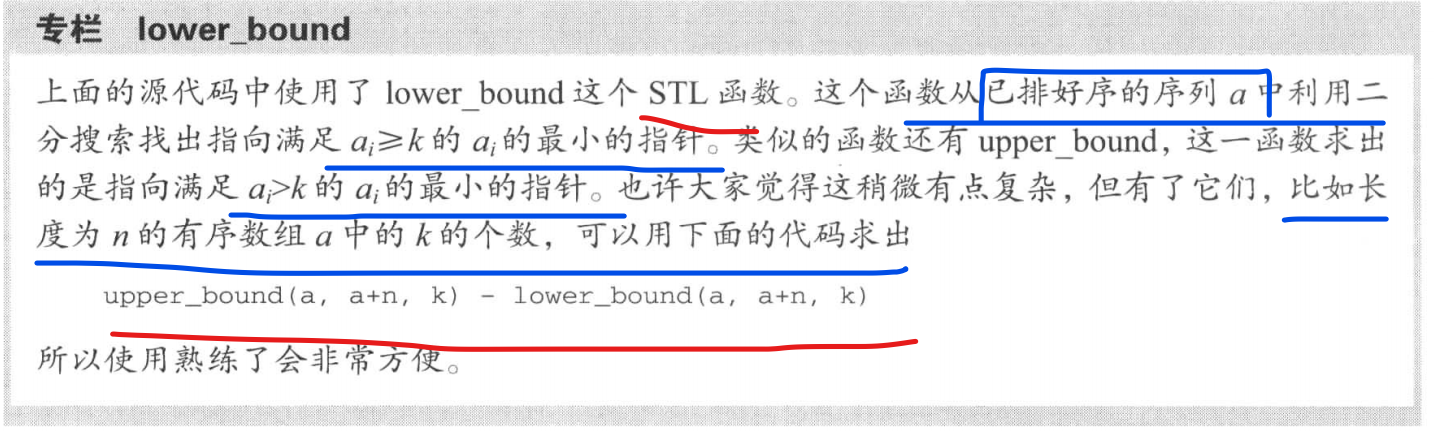 专栏 lower_bound
上面的源代码中使用了 lower_bound 这个 STL 函数。这个函数从已排好序的序列 a 中利用二
分搜索找出指向满足 aᵢ≥k 的 aᵢ 的最小的指针。类似的函数还有 upper_bound，这一函数求出
的是指向满足 aᵢ>k 的 aᵢ 的最小的指针。也许大家觉得这稍微有点复杂，但有了它们，比如长
度为 n 的有序数组 a 中的 k 的个数，可以用下面的代码求出
upper_bound(a, a+n, k) - lower_bound(a, a+n, k)
所以使用熟练了会非常方便。